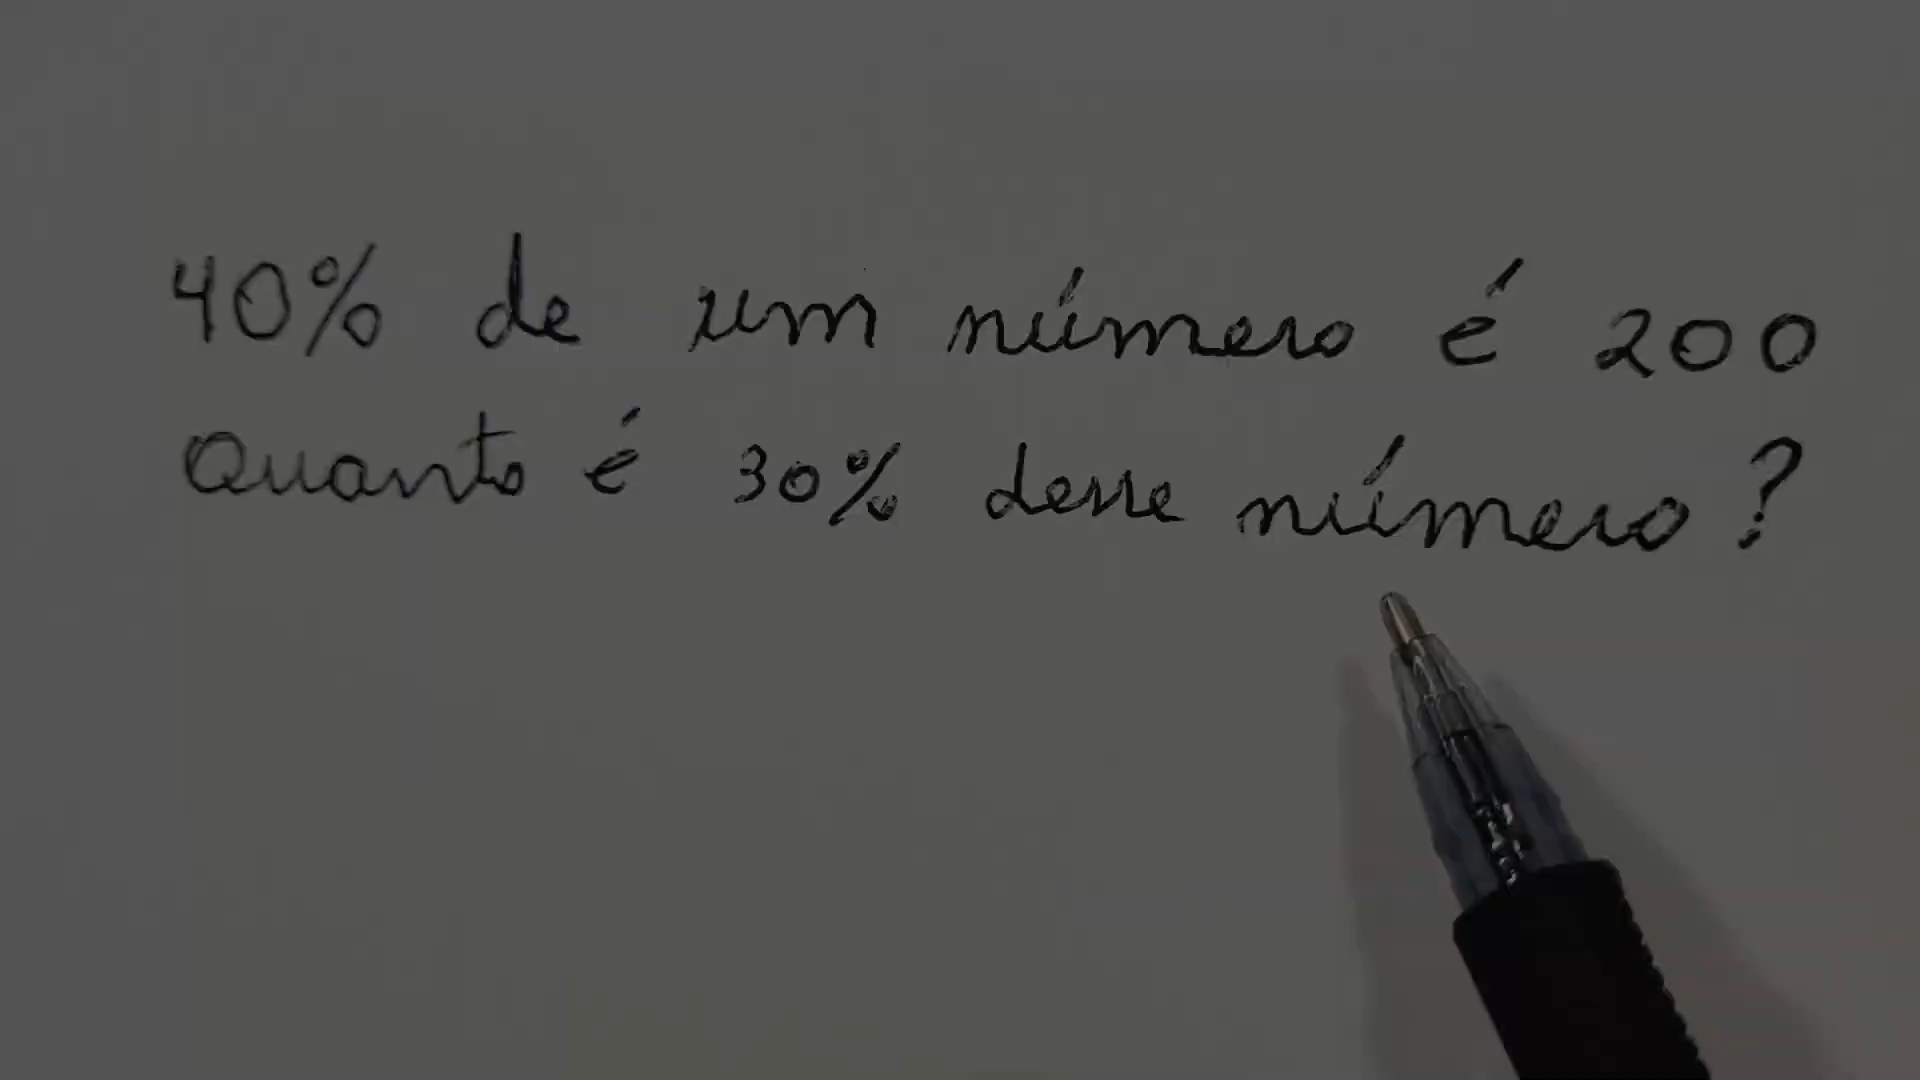 40% de um número é 200
Quanto é 30% desse número?